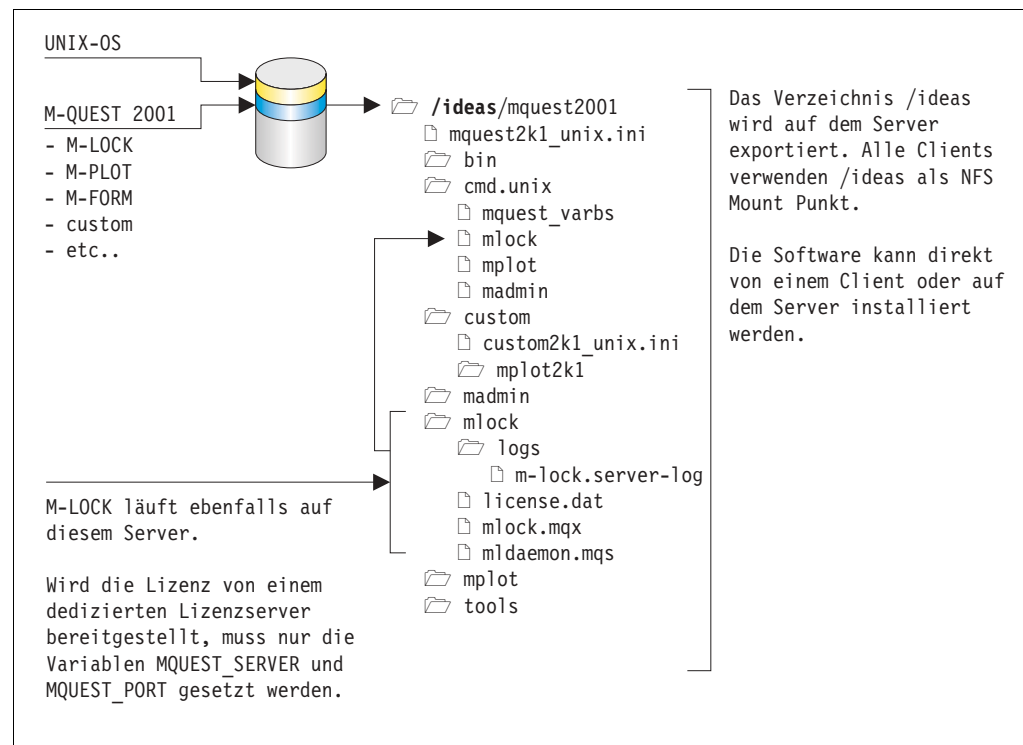 UNIX-OS
M-QUEST 2001
- M-LOCK
- M-PLOT
- M-FORM
- custom
- etc..
/ideas/mquest2001
mquest2k1_unix.ini
bin
cmd.unix
mquest_varbs
mlock
mplot
madmin
custom
custom2k1_unix.ini
mplot2k1
madmin
mlock
logs
m-lock.server-log
license.dat
mlock.mqx
mldaemon.mqs
mplot
tools
Das Verzeichnis /ideas
wird auf dem Server
exportiert. Alle Clients
verwenden /ideas als NFS
Mount Punkt.
Die Software kann direkt
von einem Client oder auf
dem Server installiert
werden.
M-LOCK läuft ebenfalls auf
diesem Server.
Wird die Lizenz von einem
dedizierten Lizenzserver
bereitgestellt, muss nur die
Variablen MQUEST_SERVER und
MQUEST_PORT gesetzt werden.